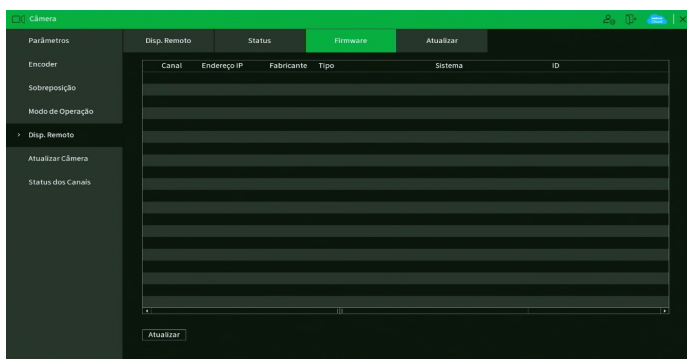 Câmera
Parâmetros
Encoder
Sobreposição
Modo de Operação
Disp. Remoto
Atualizar Câmera
Status dos Canais
Disp. Remoto Status Firmware Atualizar
Canal Endereço IP Fabricante Tipo Sistema ID
Atualizar